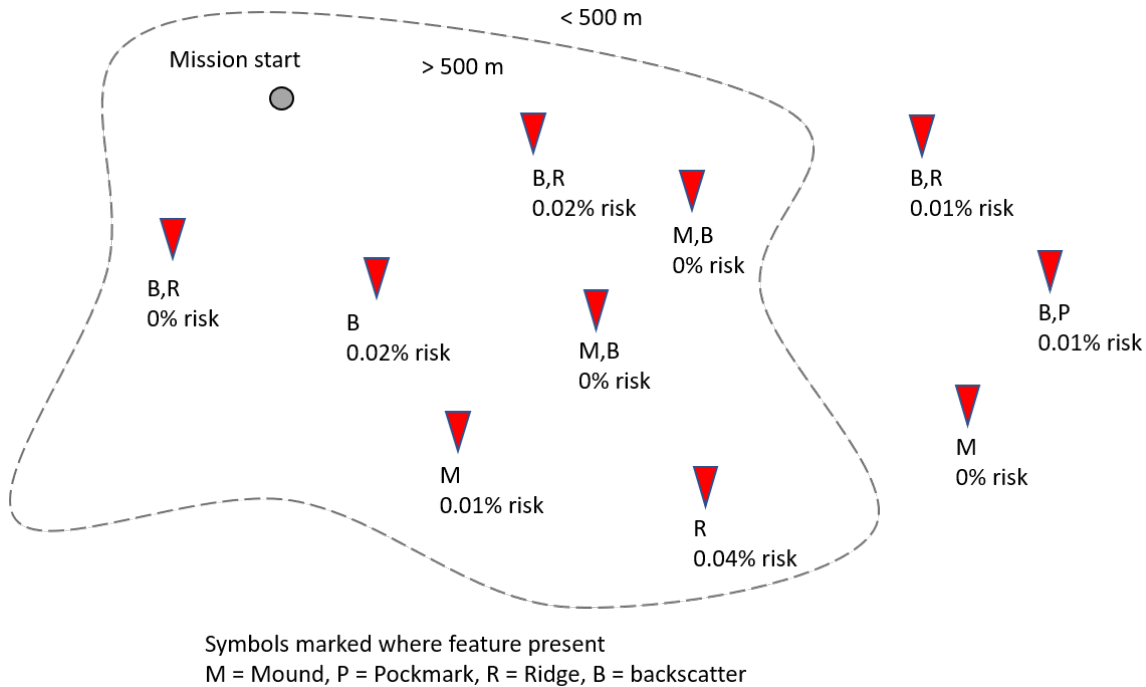 < 500 m
Mission start
> 500 m
B,R
0.02% risk
B,R
0.01% risk
M,B
0% risk
B,R
0% risk
B
0.02% risk
M,B
0% risk
B,P
0.01% risk
M
0.01% risk
M
0% risk
R
0.04% risk
Symbols marked where feature present
M = Mound, P = Pockmark, R = Ridge, B = backscatter